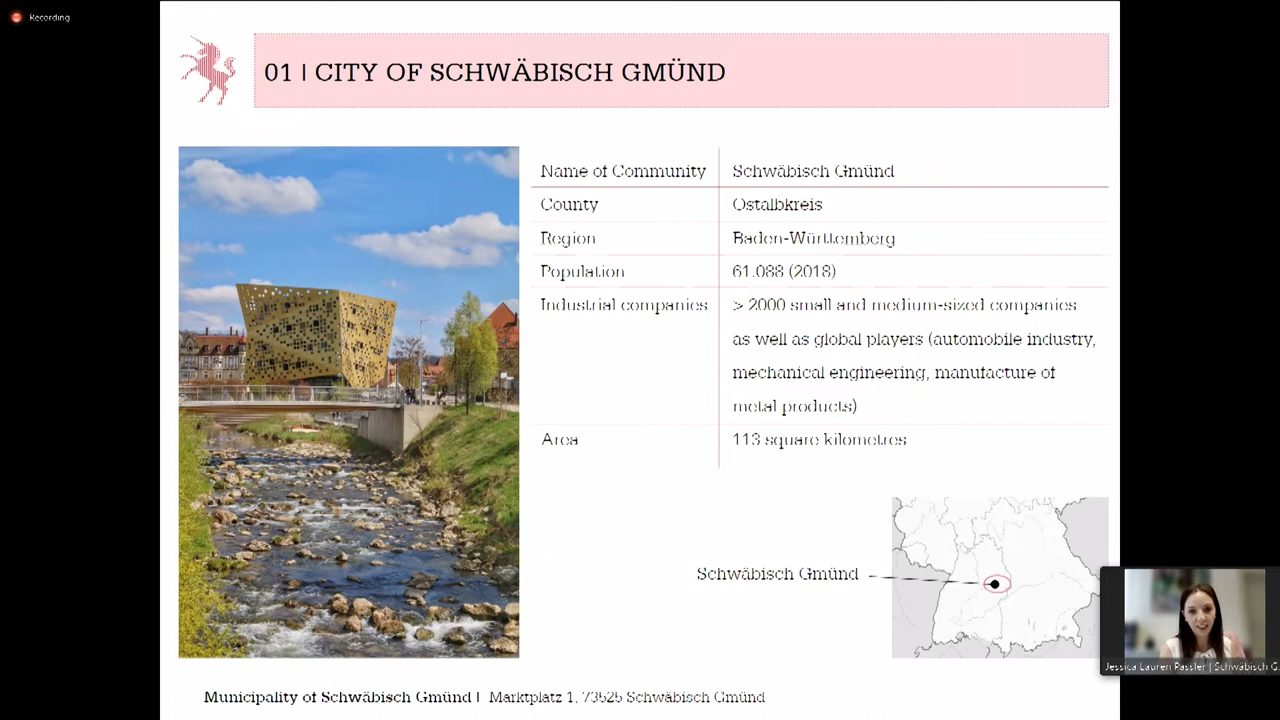 Recording
01 | CITY OF SCHWÄBISCH GMÜND
Name of Community Schwäbisch Gmünd
County Ostalbkreis
Region Baden-Württemberg
Population 61.088 (2018)
Industrial companies > 2000 small and medium-sized companies
as well as global players (automobile industry,
mechanical engineering, manufacture of
metal products)
Area 113 square kilometres
Schwäbisch Gmünd
Jessica Lauren Passler | Schwäbisch G.
Municipality of Schwäbisch Gmünd | Marktplatz 1, 73525 Schwäbisch Gmünd